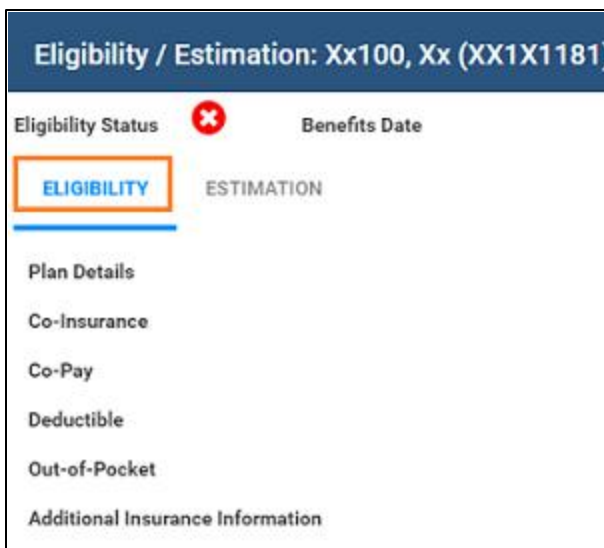 Eligibility / Estimation: Xx100, Xx (XX1X1181)
Eligibility Status Benefits Date
ELIGIBILITY ESTIMATION
Plan Details
Co-Insurance
Co-Pay
Deductible
Out-of-Pocket
Additional Insurance Information